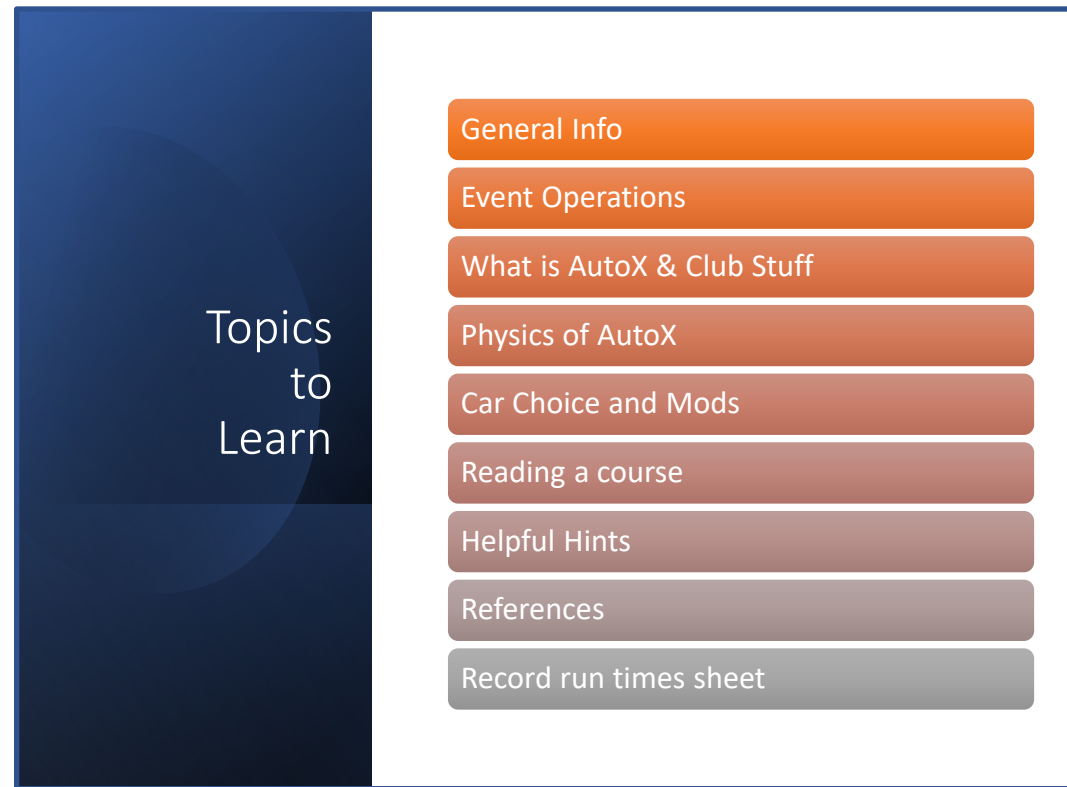 Topics
to
Learn
General Info
Event Operations
What is AutoX & Club Stuff
Physics of AutoX
Car Choice and Mods
Reading a course
Helpful Hints
References
Record run times sheet